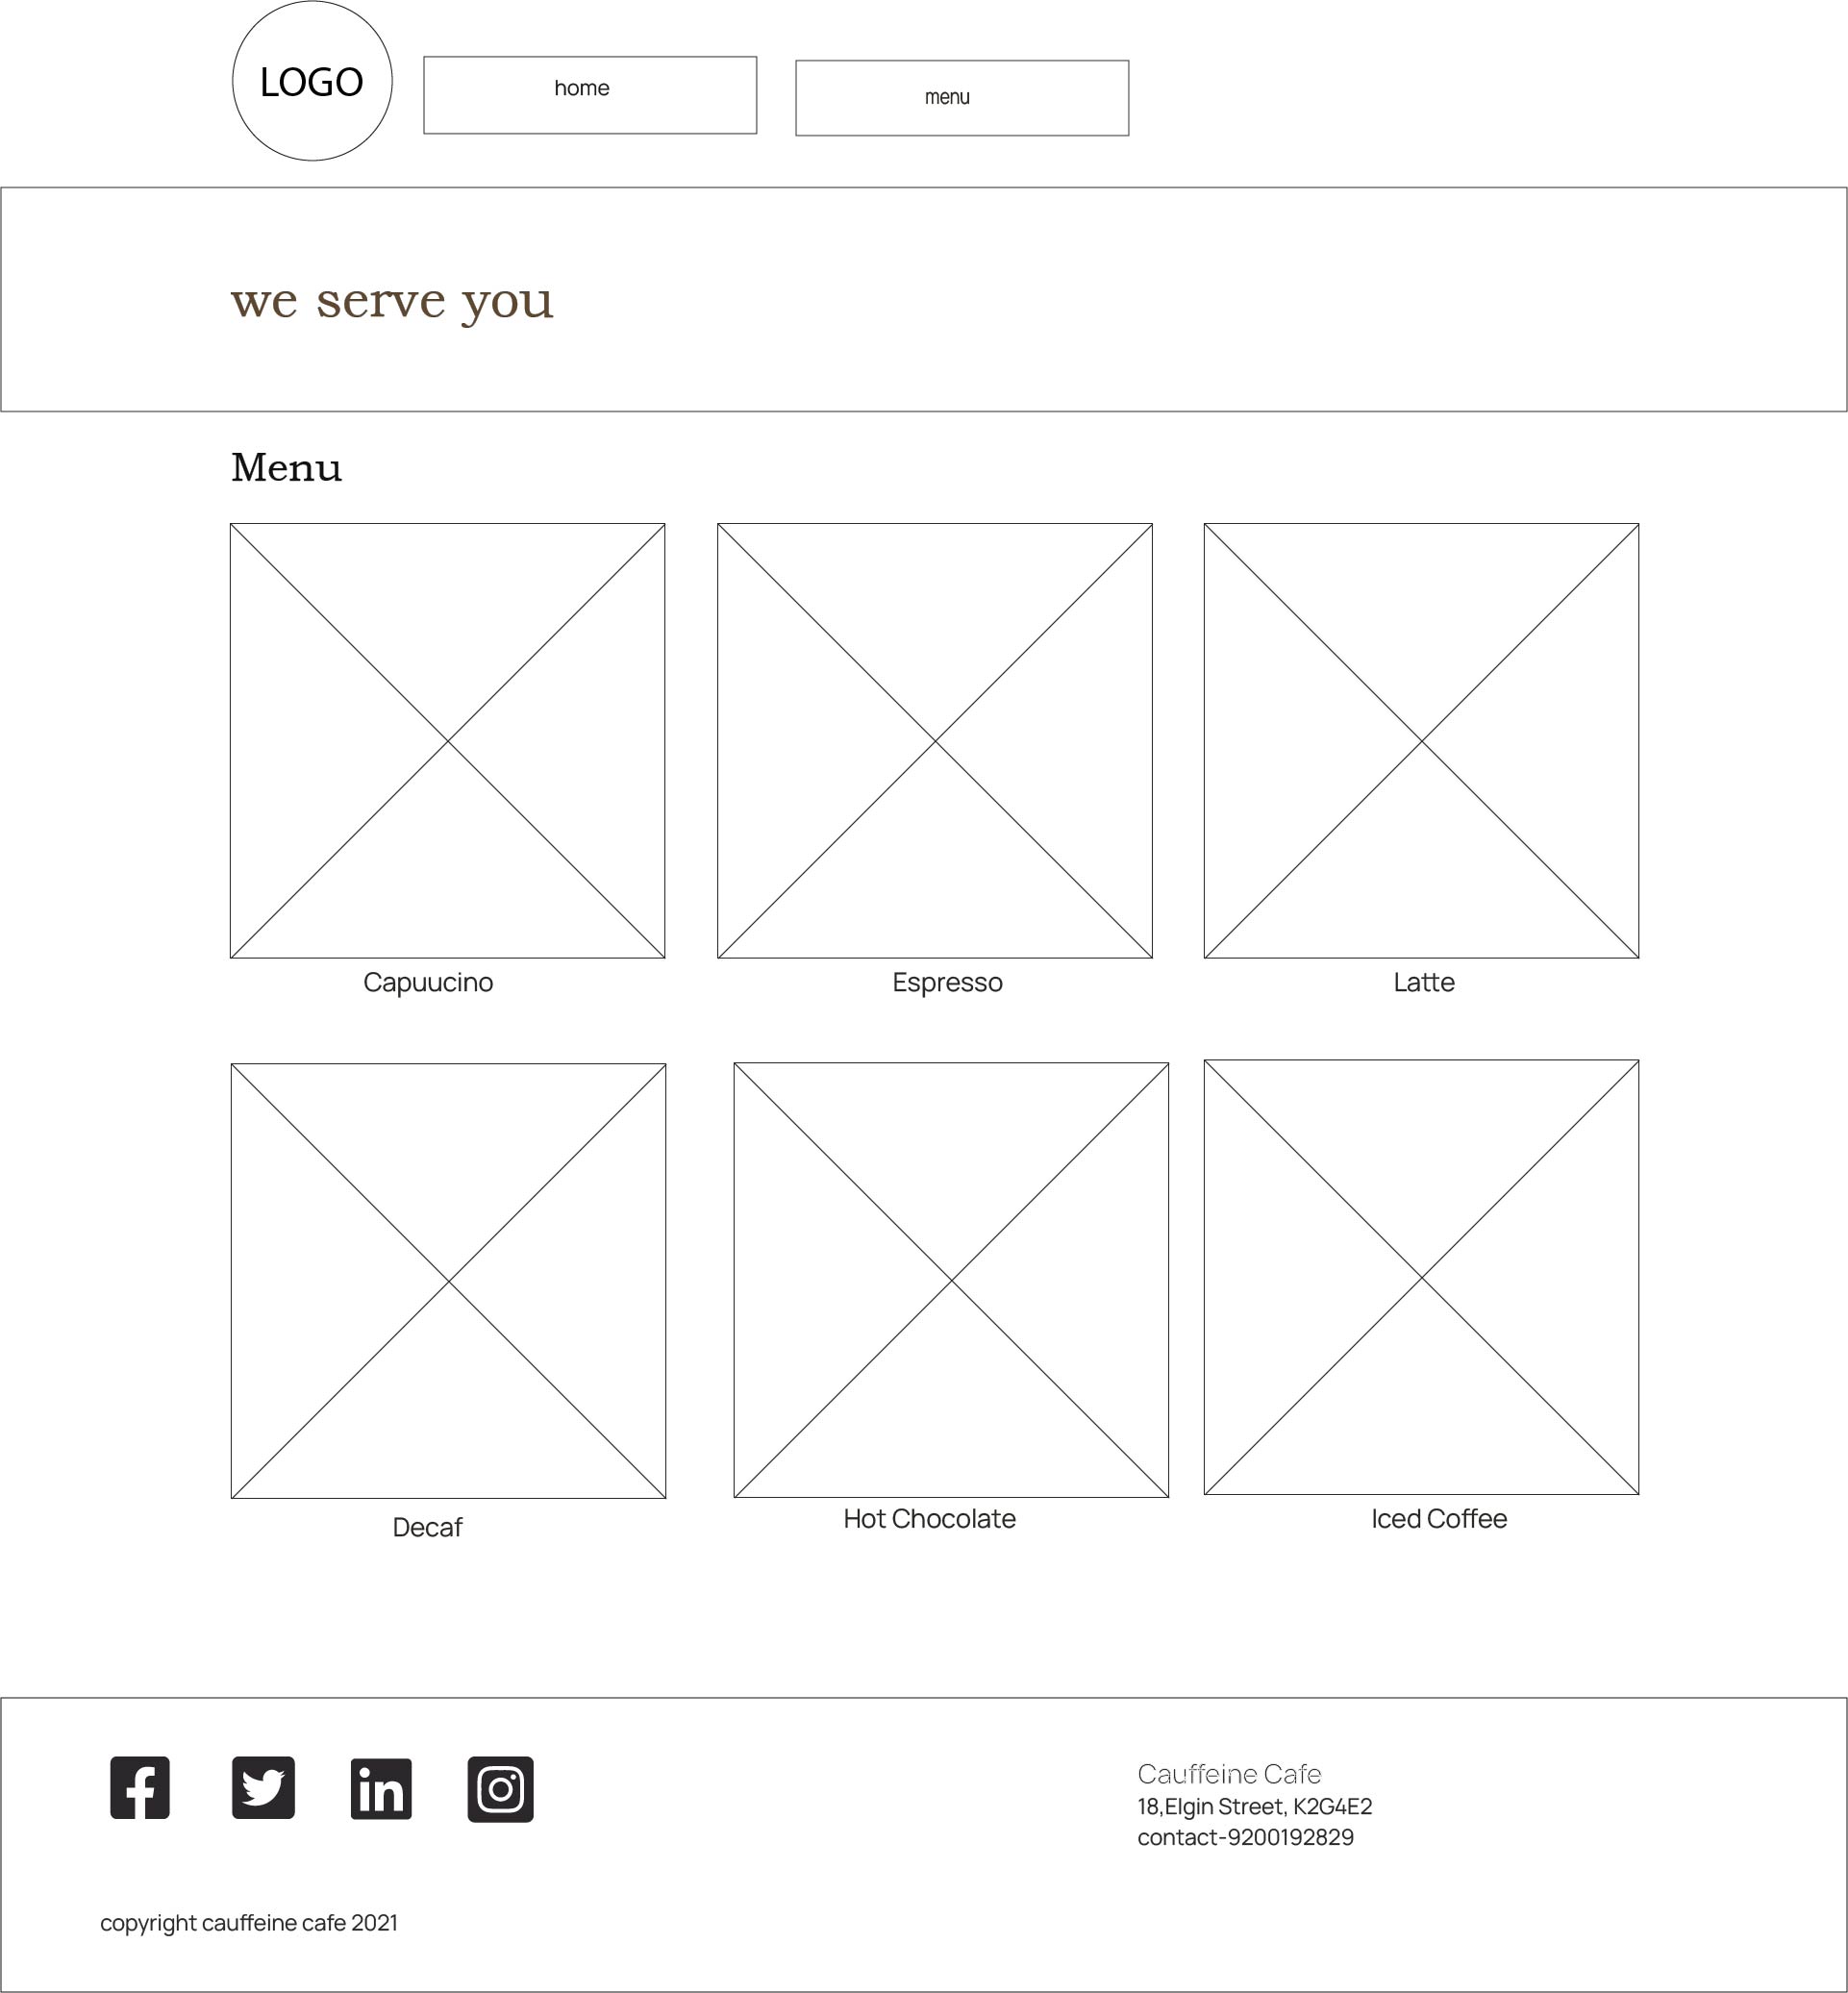 LOGO
home
menu
we serve you
Menu
Capuucino
Espresso
Latte
Decaf
Hot Chocolate
Iced Coffee
Cauffeine Cafe
18,Elgin Street, K2G4E2
contact-9200192829
copyright cauffeine cafe 2021